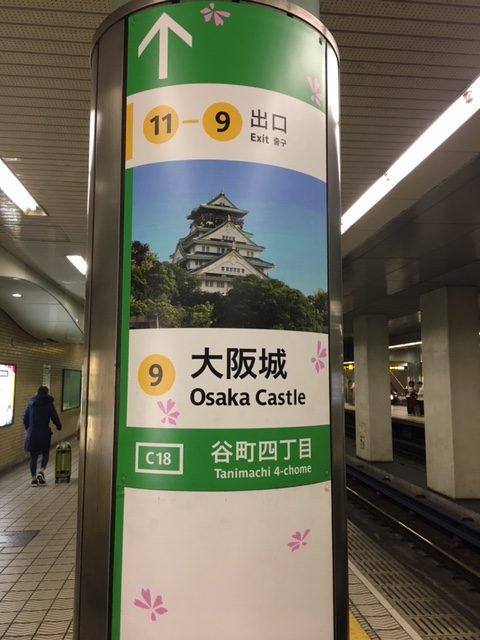 11-9 出口
Exit 출구
9 大阪城
Osaka Castle
C18 谷町四丁目
Tanimachi 4-chome